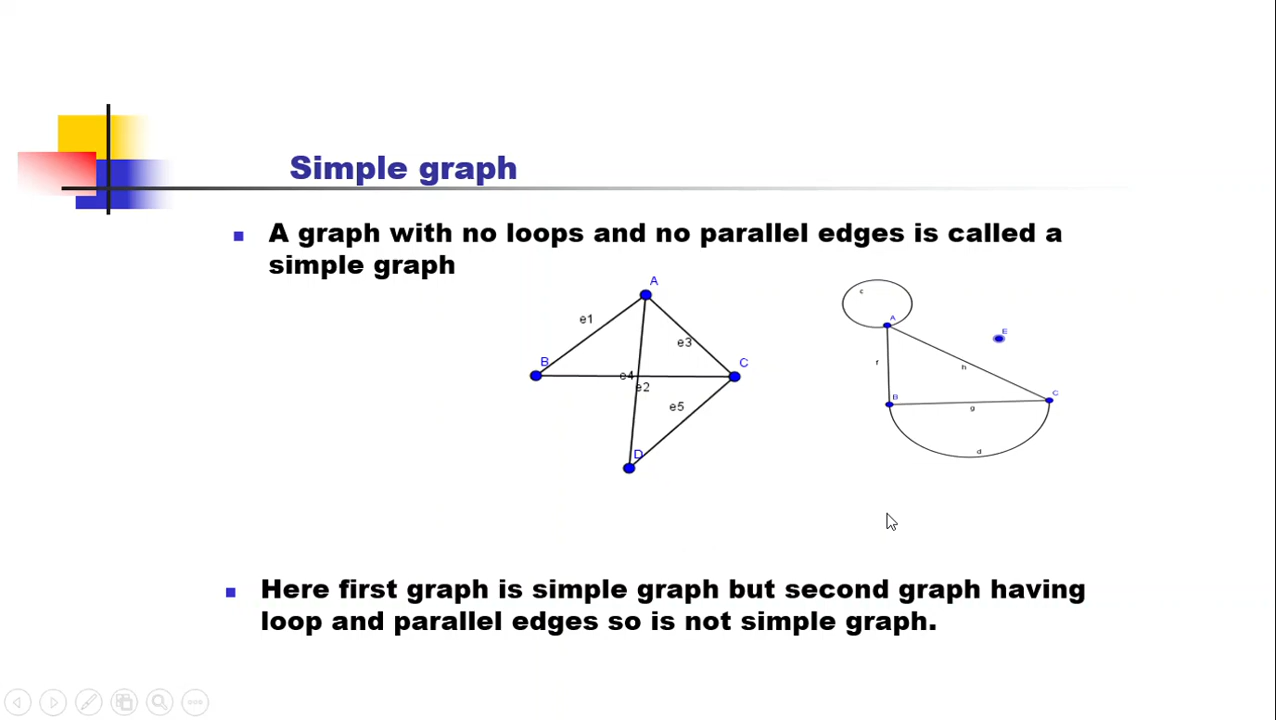 Simple graph
A graph with no loops and no parallel edges is called a
simple graph
A
e1
e3
B
C
e4
e2
e5
D
c
A
E
r
h
B
C
g
d
Here first graph is simple graph but second graph having
loop and parallel edges so is not simple graph.